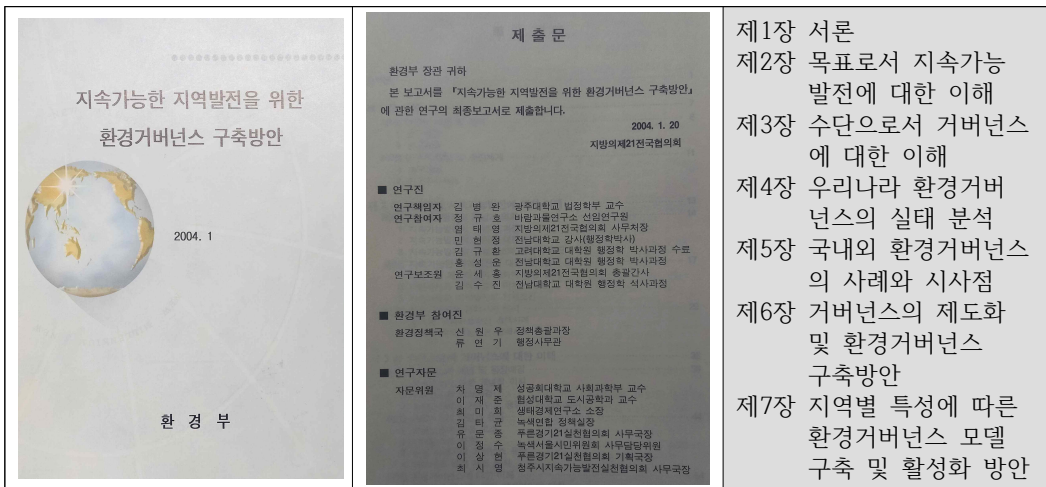 지속가능한 지역발전을 위한
환경거버넌스 구축방안
2004. 1
환 경 부
제 출 문
환경부 장관 귀하
본 보고서를 『지속가능한 지역발전을 위한 환경거버넌스 구축방안』
에 관한 연구의 최종보고서로 제출합니다.
2004. 1. 20
지방의제21전국협의회
■ 연구진
연구책임자 김 병 완 광주대학교 법정학부 교수
연구참여자 정 규 호 바람과물연구소 선임연구원
염 태 영 지방의제21전국협의회 사무처장
민 현 정 전남대학교 강사(행정학박사)
김 규 환 고려대학교 대학원 행정학 박사과정 수료
홍 성 운 전남대학교 대학원 행정학 박사과정
연구보조원 윤 세 홍 지방의제21전국협의회 총괄간사
김 수 진 전남대학교 대학원 행정학 석사과정
■ 환경부 참여진
환경정책국 신 원 우 정책총괄과장
류 연 기 행정사무관
■ 연구자문
자문위원 차 명 제 성공회대학교 사회과학부 교수
이 재 준 협성대학교 도시공학과 교수
최 미 희 생태경제연구소 소장
김 타 균 녹색연합 정책실장
유 문 종 푸른경기21실천협의회 사무국장
이 정 수 녹색서울시민위원회 사무담당위원
이 상 헌 푸른경기21실천협의회 기획국장
최 시 영 청주시지속가능발전실천협의회 사무국장
제1장 서론
제2장 목표로서 지속가능
발전에 대한 이해
제3장 수단으로서 거버넌스
에 대한 이해
제4장 우리나라 환경거버
넌스의 실태 분석
제5장 국내외 환경거버넌스
의 사례와 시사점
제6장 거버넌스의 제도화
및 환경거버넌스
구축방안
제7장 지역별 특성에 따른
환경거버넌스 모델
구축 및 활성화 방안